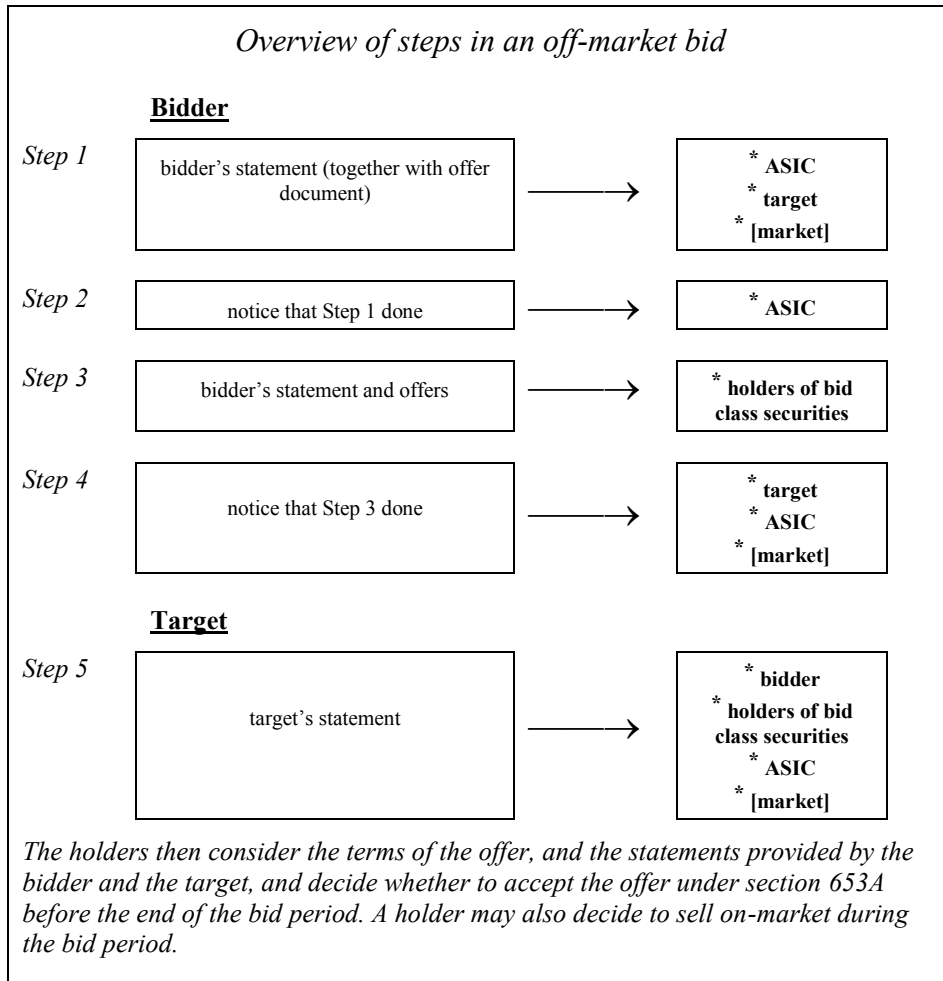 Overview of steps in an off-market bid
Bidder
Step 1
bidder's statement (together with offer
document)
* ASIC
* target
* [market]
Step 2
notice that Step 1 done
* ASIC
Step 3
bidder's statement and offers
* holders of bid
class securities
Step 4
notice that Step 3 done
* target
* ASIC
* [market]
Target
Step 5
target's statement
* bidder
* holders of bid
class securities
* ASIC
* [market]
The holders then consider the terms of the offer, and the statements provided by the
bidder and the target, and decide whether to accept the offer under section 653A
before the end of the bid period. A holder may also decide to sell on-market during
the bid period.